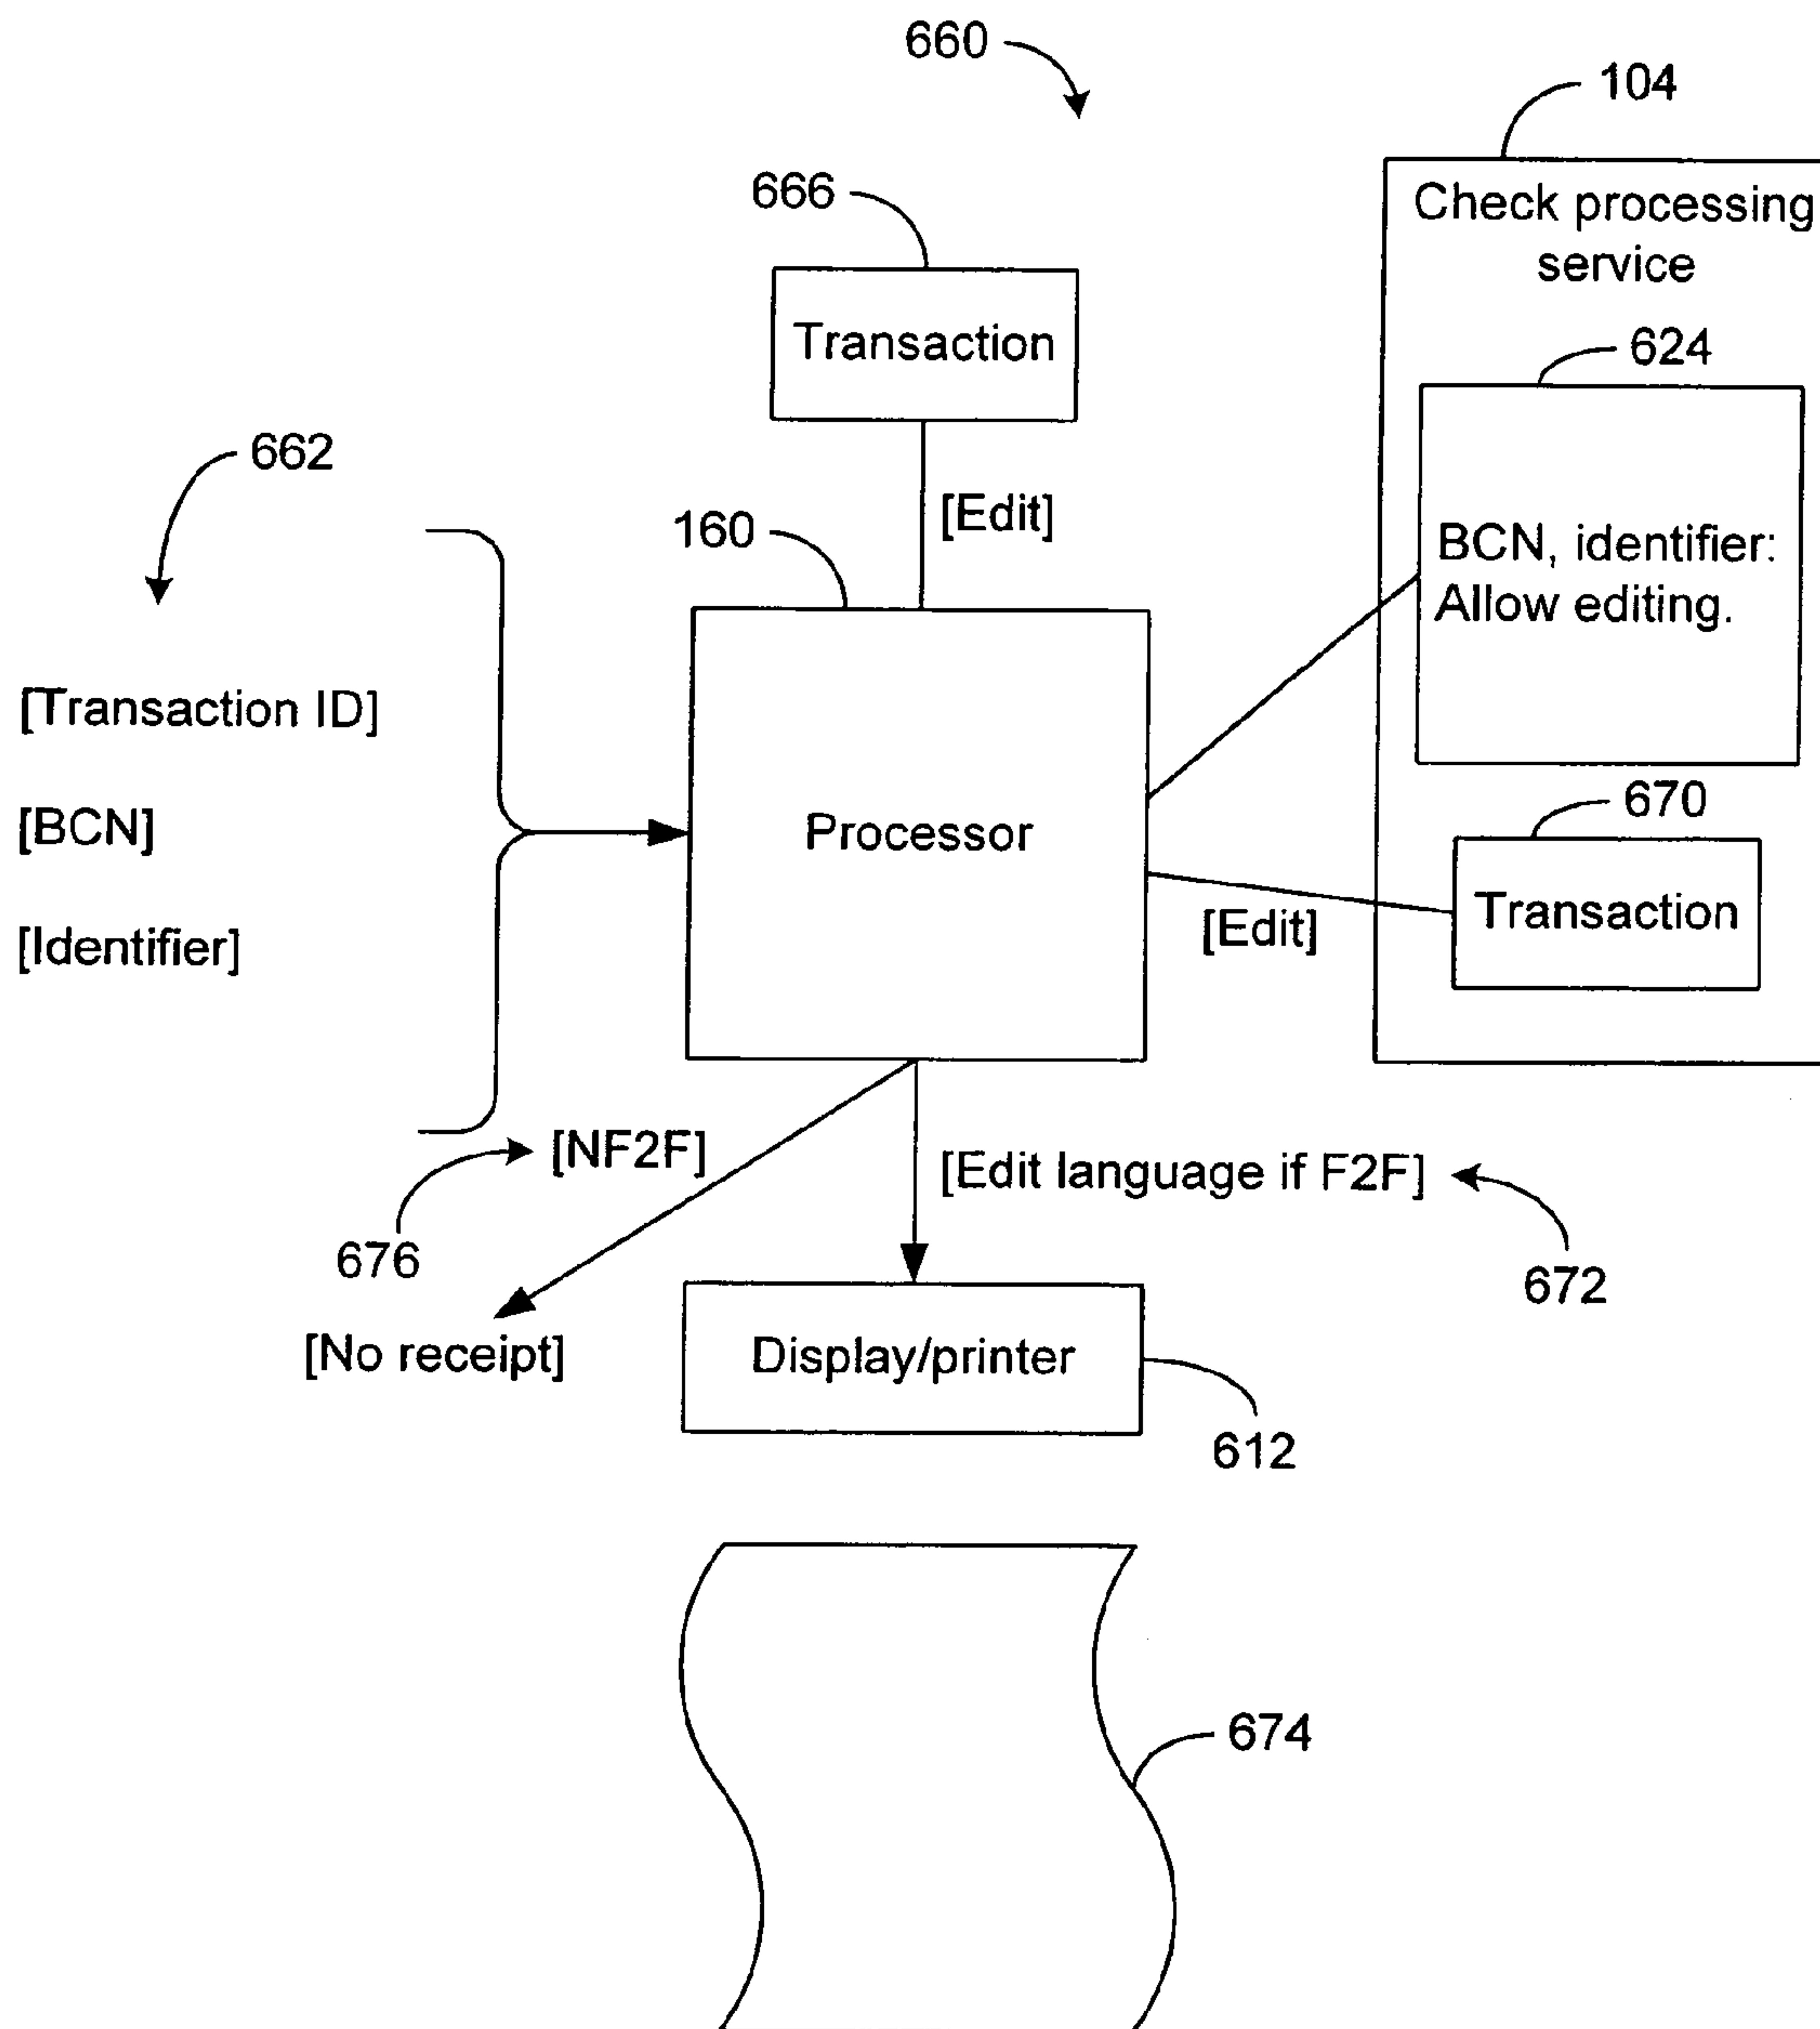 660
104
Check processing
service
666
Transaction
624
662
[Edit]
160
BCN, identifier:
Allow editing.
[Transaction ID]
670
[BCN]
Processor
Transaction
[Edit]
[Identifier]
[NF2F]
[Edit language if F2F]
676
672
[No receipt]
Display/printer
612
674